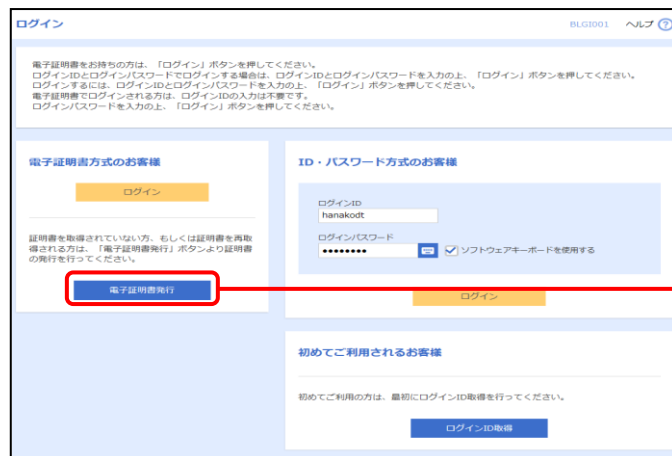 ログイン
BLGI001 ヘルプ ?
電子証明書をお持ちの方は、「ログイン」ボタンを押してください。
ログインIDとログインパスワードでログインする場合は、ログインIDとログインパスワードを入力の上、「ログイン」ボタンを押してください。
ログインするには、ログインIDとログインパスワードを入力の上、「ログイン」ボタンを押してください。
電子証明書でログインされる方は、ログインIDの入力は不要です。
ログインパスワードを入力の上、「ログイン」ボタンを押してください。
電子証明書方式のお客様
ログイン
証明書を取得されていない方、もしくは証明書を再取
得される方は、「電子証明書発行」ボタンより証明書
の発行を行ってください。
電子証明書発行
ID・パスワード方式のお客様
ログインID
hanakodt
ログインパスワード
••••••••
ソフトウェアキーボードを使用する
ログイン
初めてご利用されるお客様
初めてご利用の方は、最初にログインID取得を行ってください。
ログインID取得